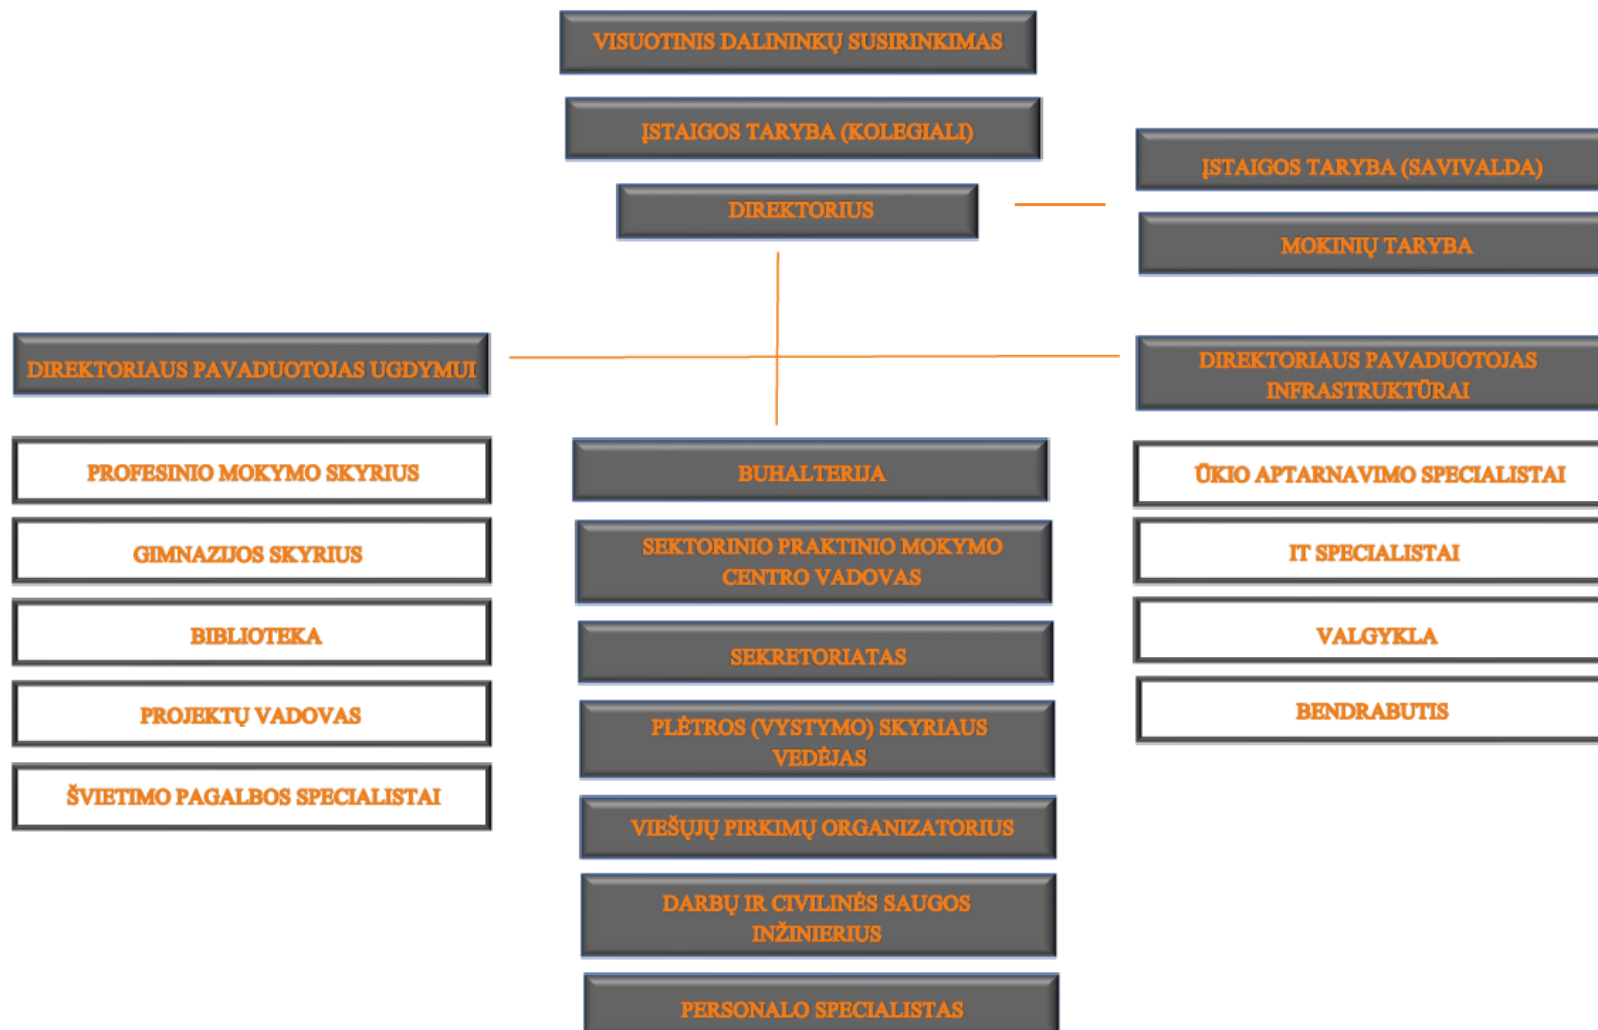 VISUOTINIS DALININKŲ SUSIRINKIMAS
ĮSTAIGOS TARYBA (KOLEGIALI)
DIREKTORIUS
ĮSTAIGOS TARYBA (SAVIVALDA)
MOKINIŲ TARYBA
DIREKTORIAUS PAVADUOTOJAS UGDYMUI
PROFESINIO MOKYMO SKYRIUS
GIMNAZIJOS SKYRIUS
BIBLIOTEKA
PROJEKTŲ VADOVAS
ŠVIETIMO PAGALBOS SPECIALISTAI
BUHALTERIJA
SEKTORINIO PRAKTINIO MOKYMO
CENTRO VADOVAS
SEKRETORIATAS
PLĖTROS (VYSTYMO) SKYRIAUS
VEDĖJAS
VIEŠŲJŲ PIRKIMŲ ORGANIZATORIUS
DARBŲ IR CIVILINĖS SAUGOS
INŽINIERIUS
PERSONALO SPECIALISTAS
DIREKTORIAUS PAVADUOTOJAS
INFRASTRUKTŪRAI
ŪKIO APTARNAVIMO SPECIALISTAI
IT SPECIALISTAI
VALGYKLA
BENDRABUTIS